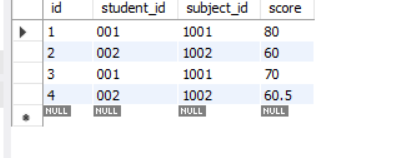 id student_id subject_id score
1 001 1001 80
2 002 1002 60
3 001 1001 70
4 002 1002 60.5
NULL NULL NULL NULL